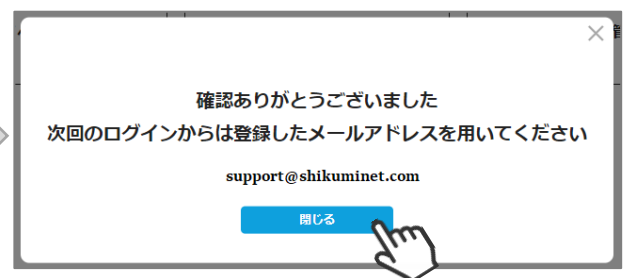 確認ありがとうございました
次回のログインからは登録したメールアドレスを用いてください
support@shikuminet.com
閉じる